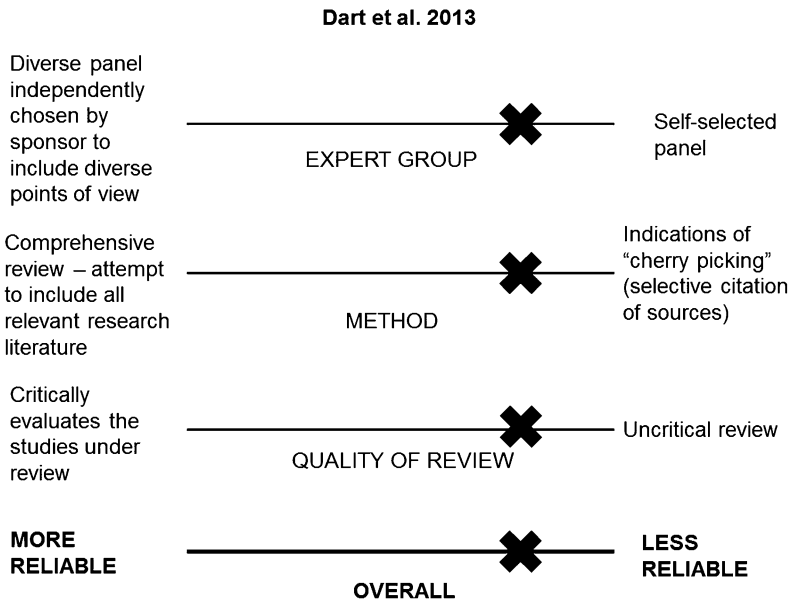 Dart et al. 2013
Diverse panel
independently
chosen by
sponsor to
include diverse
points of view
EXPERT GROUP
Self-selected
panel
Comprehensive
review – attempt
to include all
relevant research
literature
METHOD
Indications of
“cherry picking”
(selective citation
of sources)
Critically
evaluates the
studies under
review
QUALITY OF REVIEW
Uncritical review
MORE
RELIABLE
OVERALL
LESS
RELIABLE